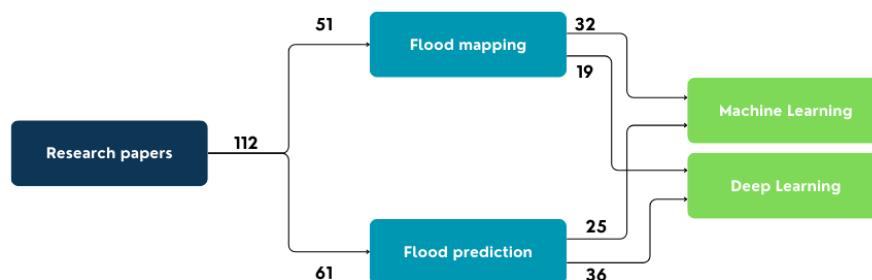 51
Flood mapping
32
19
Machine Learning
Research papers
112
Deep Learning
25
Flood prediction
61
36